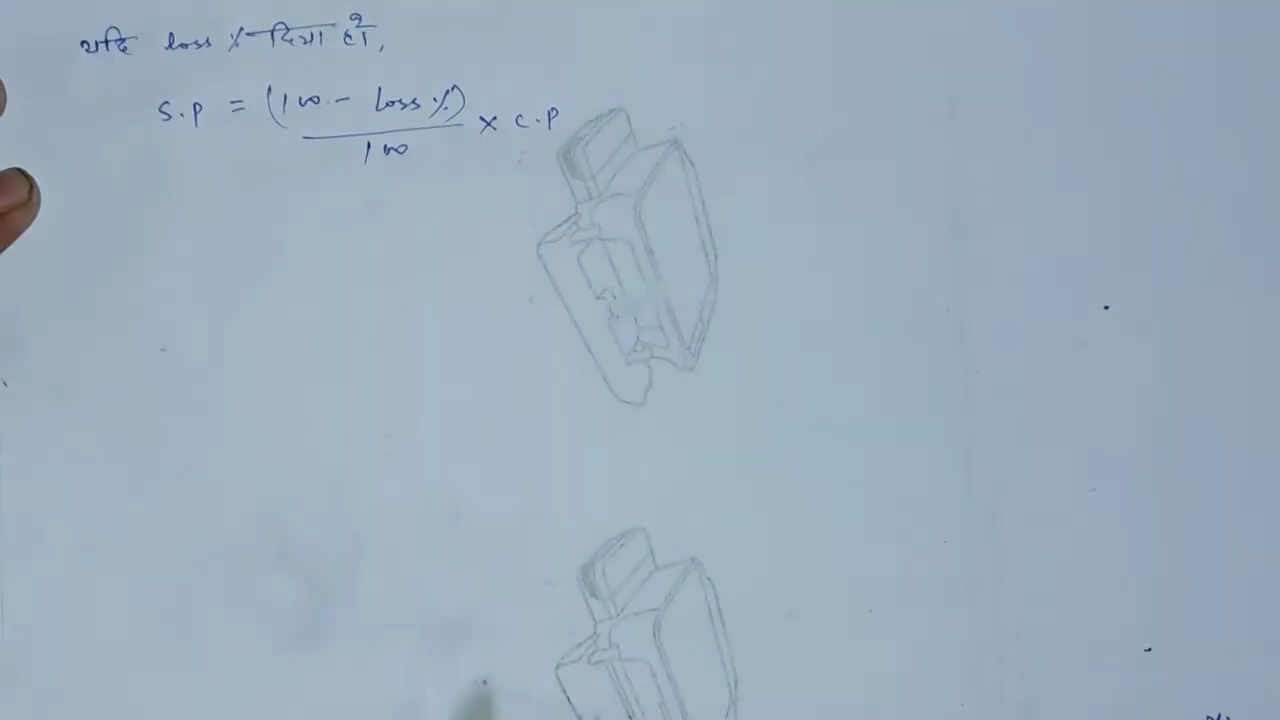 यदि loss % दिया हो,
S.P = (100 - loss %) / 100 × C.P